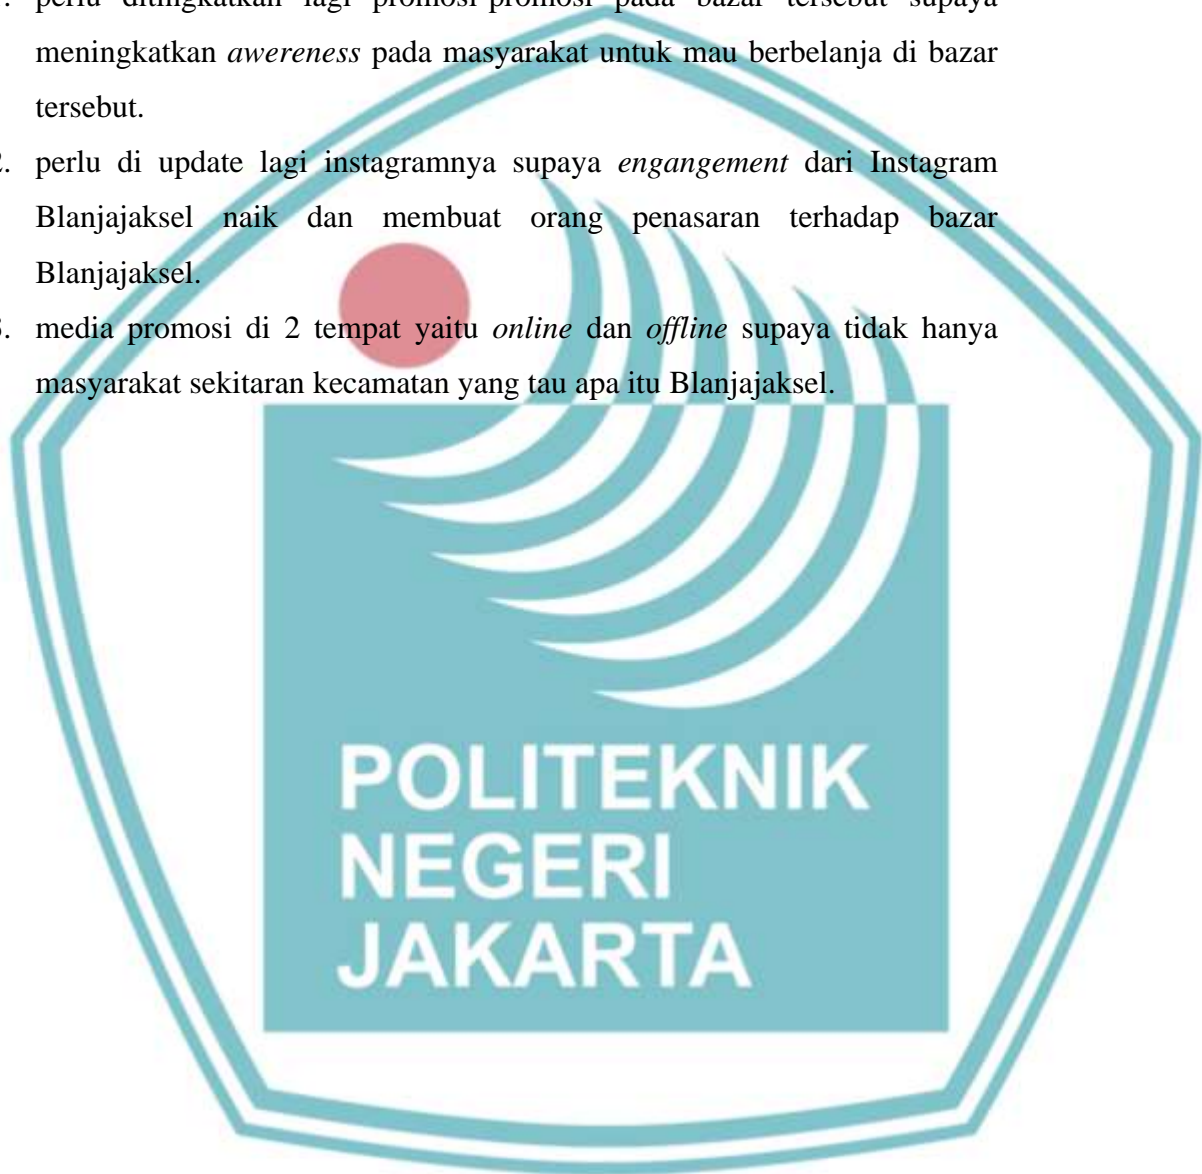 . perlu ditingkatkan lagi promosi-promosi pada bazar tersebut supaya
meningkatkan awereness pada masyarakat untuk mau berbelanja di bazar
tersebut.
2. perlu di update lagi instagramnya supaya engangement dari Instagram
Blanjajaksel naik dan membuat orang penasaran terhadap bazar
Blanjajaksel.
3. media promosi di 2 tempat yaitu online dan offline supaya tidak hanya
masyarakat sekitaran kecamatan yang tau apa itu Blanjajaksel.
POLITEKNIK
NEGERI
JAKARTA